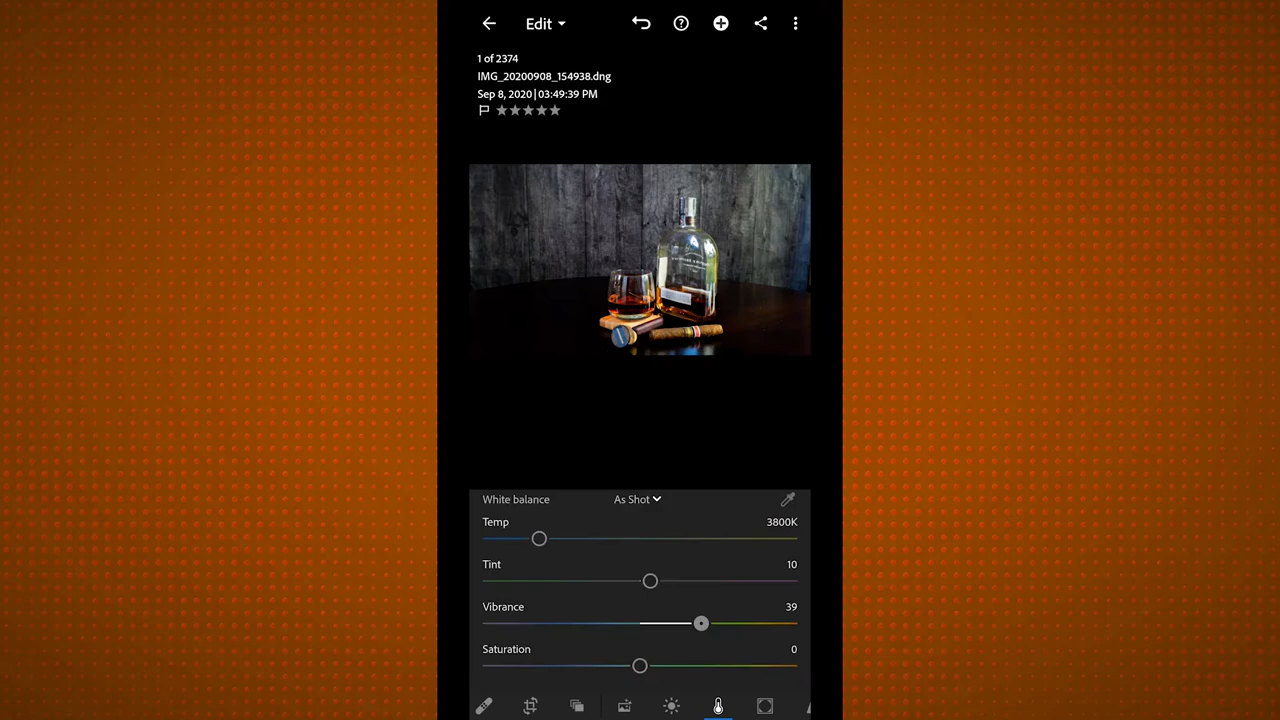 Edit
1 of 2374
IMG_20200908_154938.dng
Sep 8, 2020 | 03:49:39 PM
White balance As Shot
Temp 3800K
Tint 10
Vibrance 39
Saturation 0